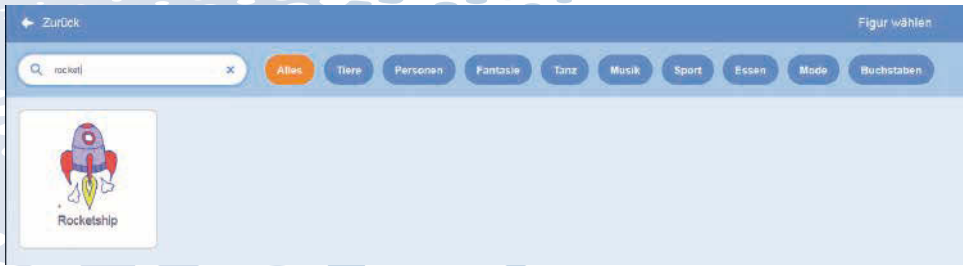 Zurück Figur wählen
rocket Alles Tiere Personen Fantasie Tanz Musik Sport Essen Mode Buchstaben
Rocketship